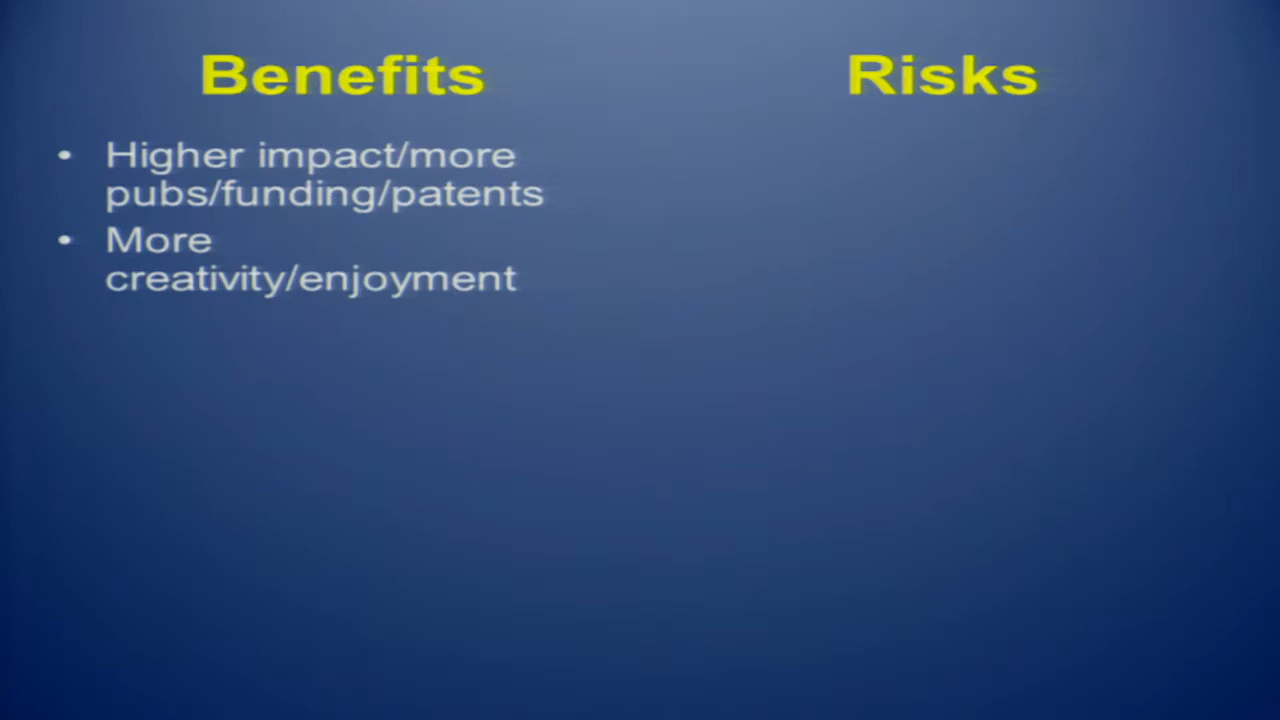 Benefits
Risks
• Higher impact/more
pubs/funding/patents
• More
creativity/enjoyment